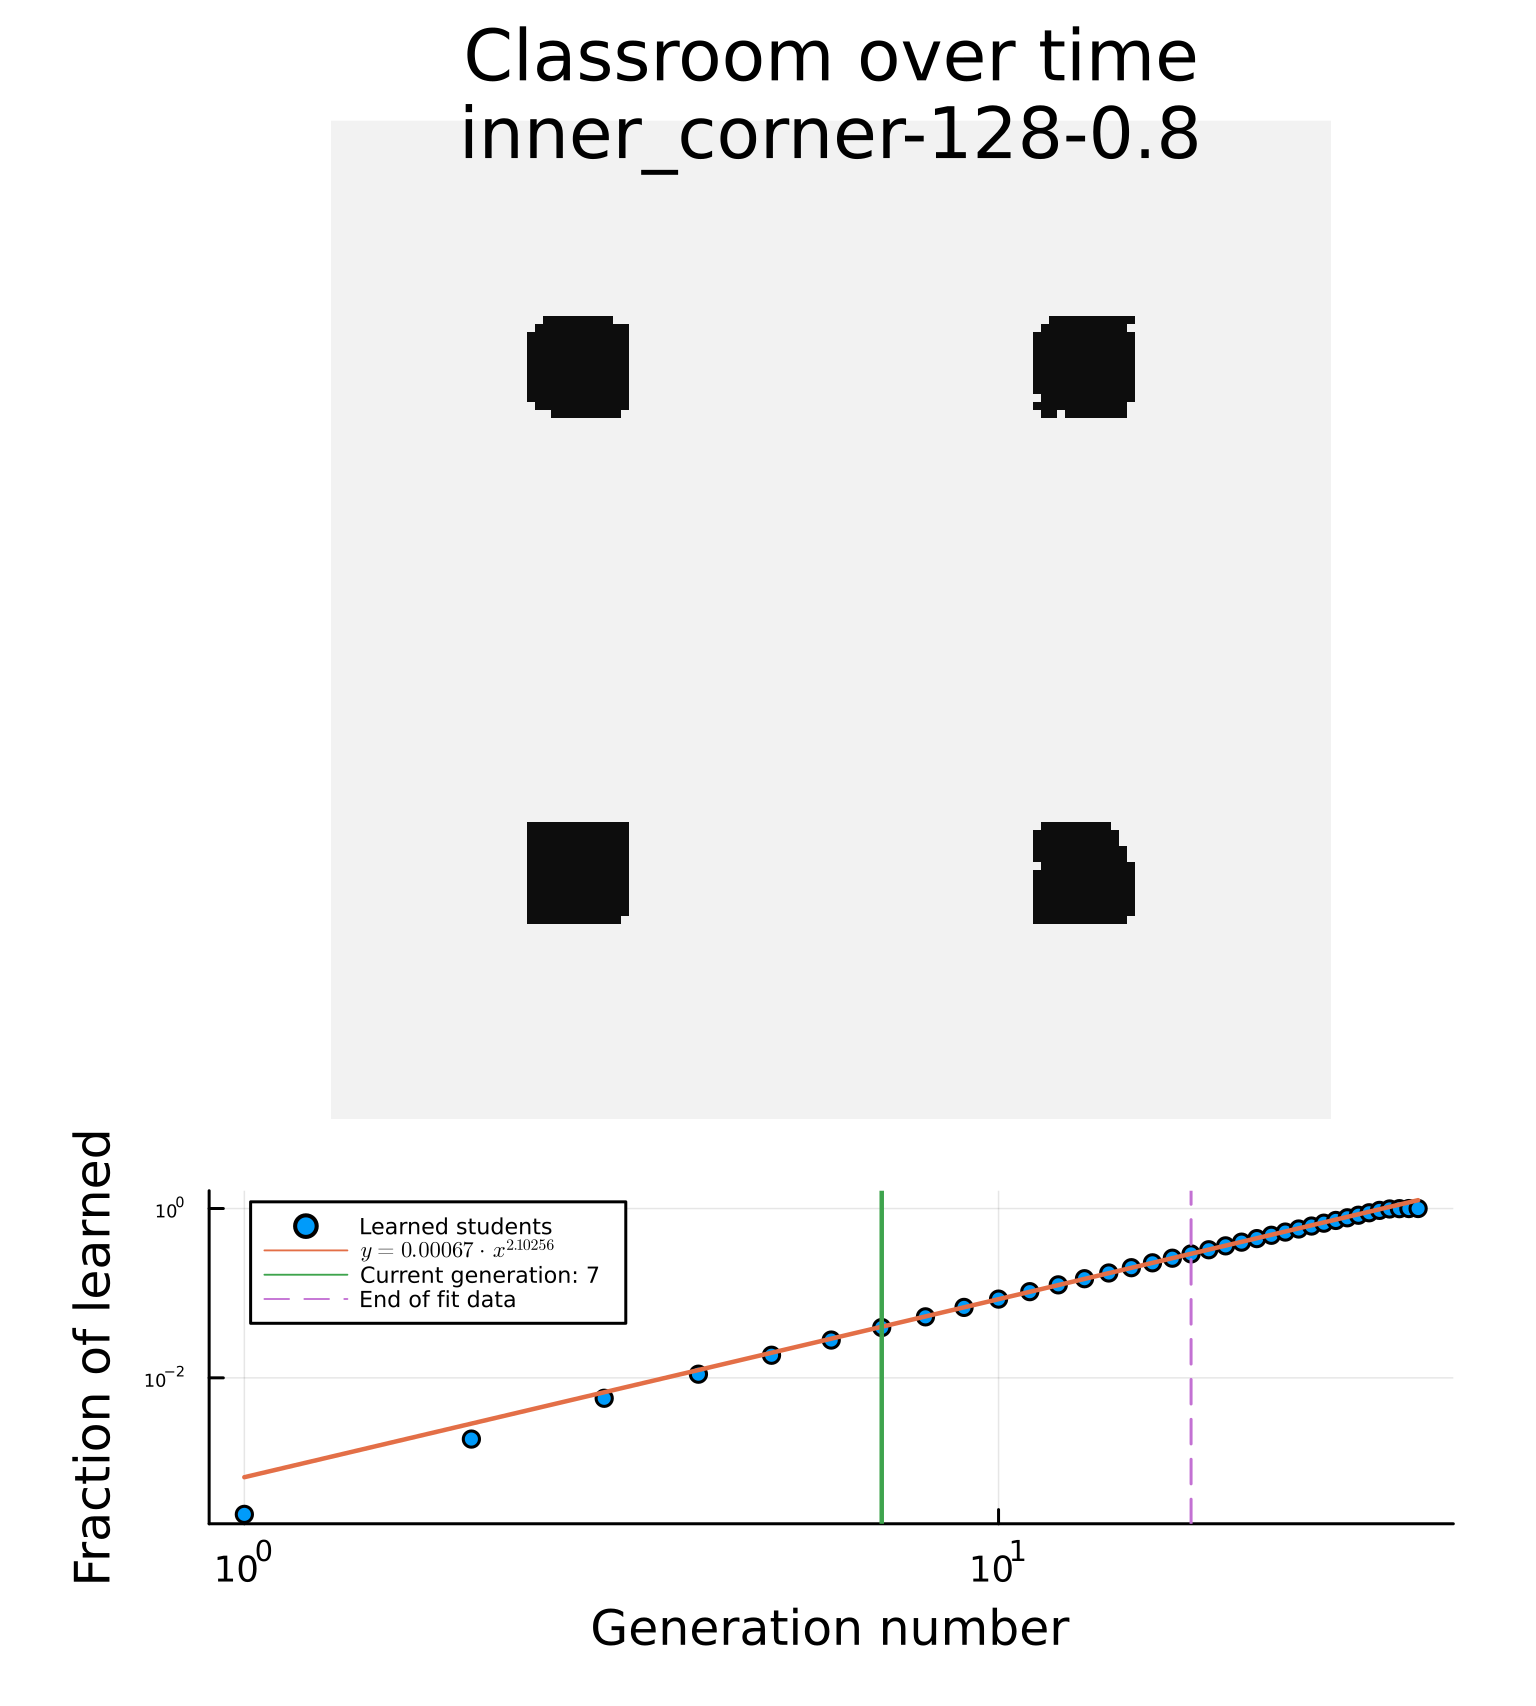 Classroom over time
inner_corner-128-0.8
Fraction of learned
10^0
10^−2
Learned students
y = 0.00067 · x^2.10256
Current generation: 7
End of fit data
10^0
10^1
Generation number